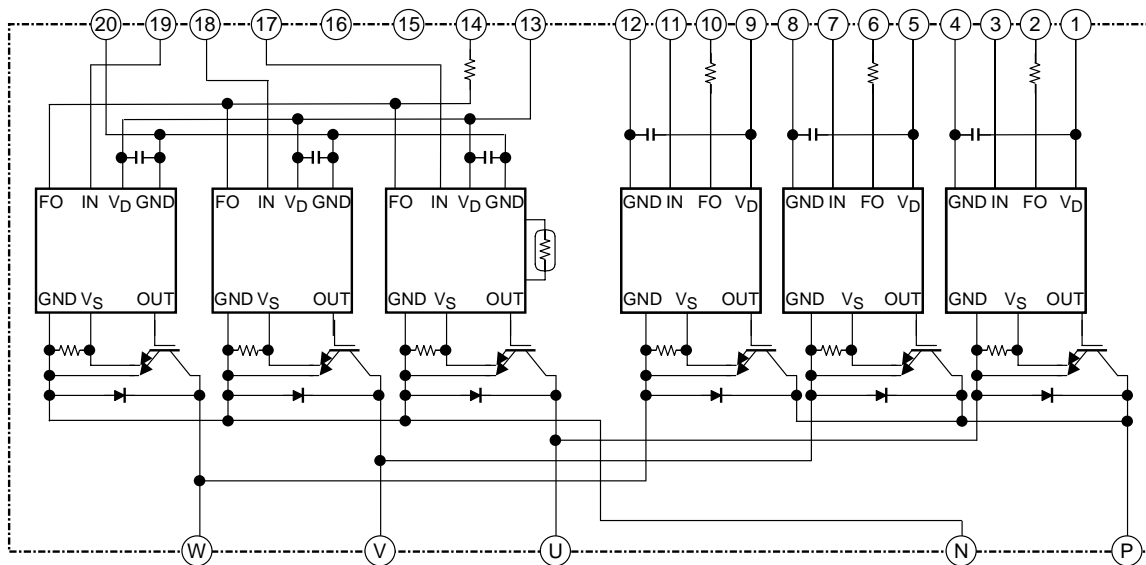 20 19 18 17 16 15 14 13 12 11 10 9 8 7 6 5 4 3 2 1
FO IN VD GND FO IN VD GND FO IN VD GND GND IN FO VD GND IN FO VD GND IN FO VD
GND VS OUT GND VS OUT GND VS OUT GND VS OUT GND VS OUT GND VS OUT
W V U N P